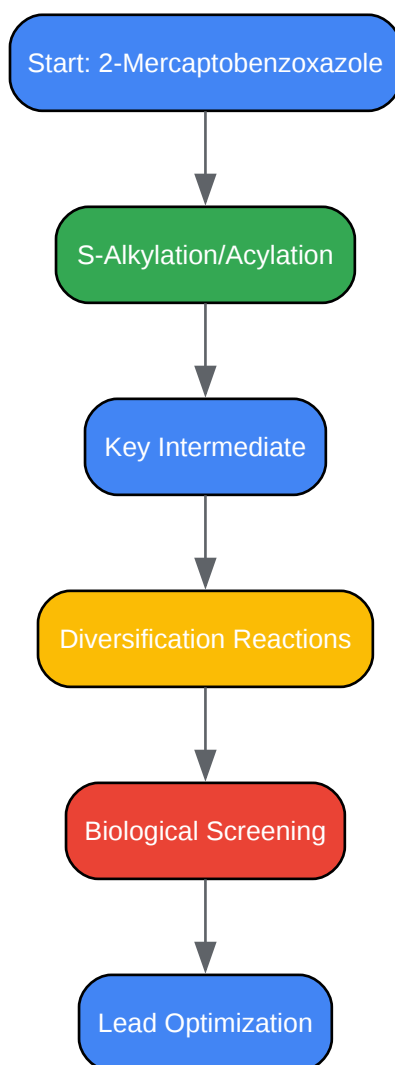 Start: 2-Mercaptobenzoxazole
S-Alkylation/Acylation
Key Intermediate
Diversification Reactions
Biological Screening
Lead Optimization